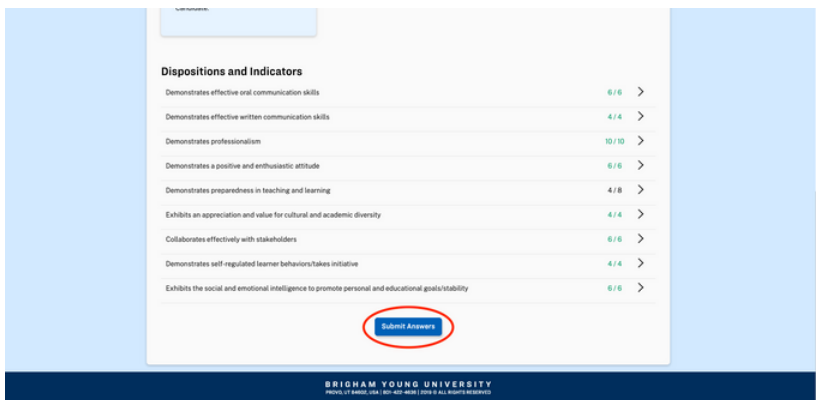 Candidate.
Dispositions and Indicators
Demonstrates effective oral communication skills 6 / 6
Demonstrates effective written communication skills 4 / 4
Demonstrates professionalism 10 / 10
Demonstrates a positive and enthusiastic attitude 6 / 6
Demonstrates preparedness in teaching and learning 4 / 8
Exhibits an appreciation and value for cultural and academic diversity 4 / 4
Collaborates effectively with stakeholders 6 / 6
Demonstrates self-regulated learner behaviors/takes initiative 4 / 4
Exhibits the social and emotional intelligence to promote personal and educational goals/stability 6 / 6
Submit Answers
BRIGHAM YOUNG UNIVERSITY
PROVO, UT 84602, USA | 801-422-4636 | 2019 © ALL RIGHTS RESERVED